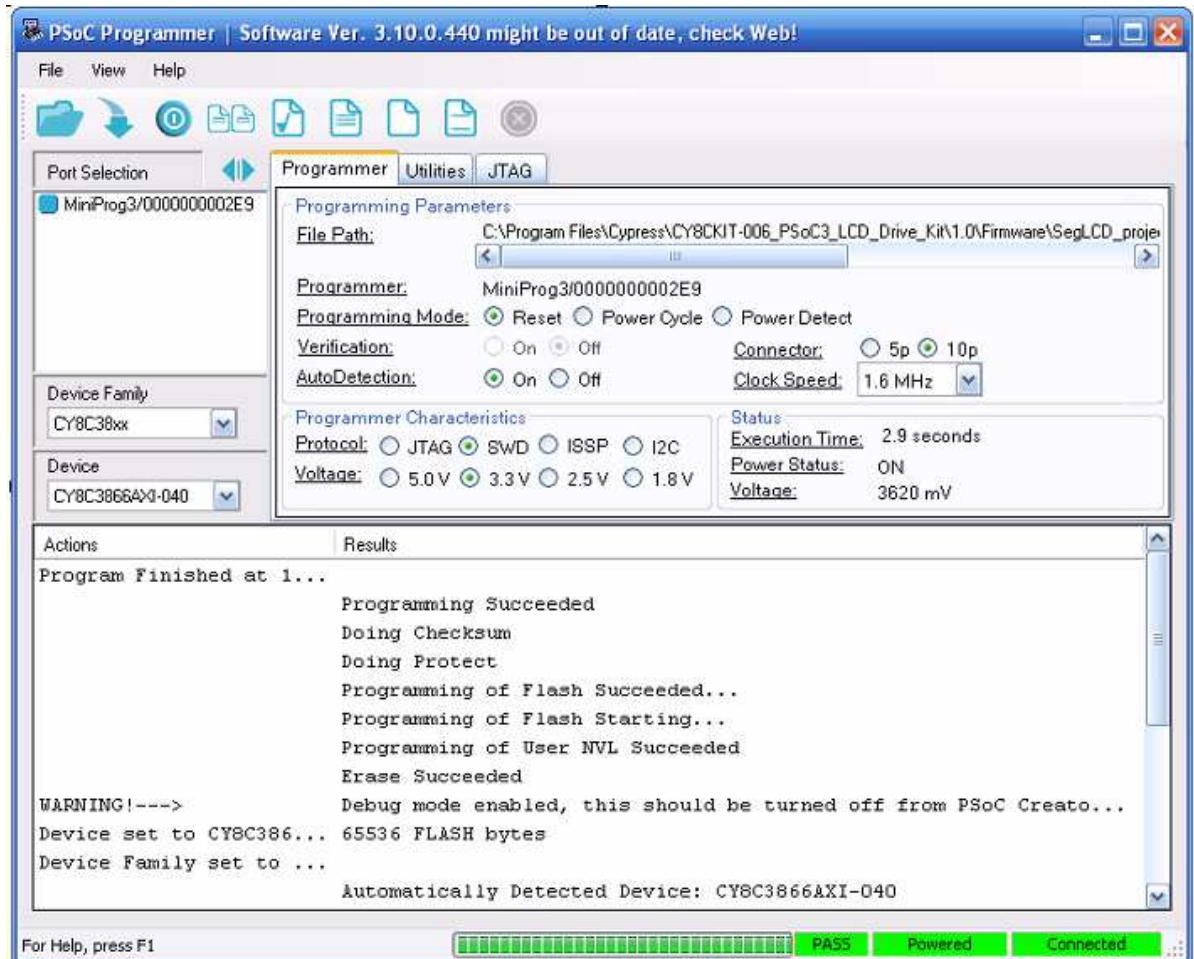 PSoC Programmer | Software Ver. 3.10.0.440 might be out of date, check Web!
File View Help
Port Selection
MiniProg3/0000000002E9
Device Family
CY8C38xx
Device
CY8C3866AXI-040
Programmer Utilities JTAG
Programming Parameters
File Path: C:\Program Files\Cypress\CY8CKIT-006_PSoC3_LCD_Drive_Kit\1.0\Firmware\SegLCD_proje
Programmer: MiniProg3/0000000002E9
Programming Mode: Reset Power Cycle Power Detect
Verification: On Off Connector: 5p 10p
AutoDetection: On Off Clock Speed: 1.6 MHz
Programmer Characteristics
Protocol: JTAG SWD ISSP I2C
Voltage: 5.0 V 3.3 V 2.5 V 1.8 V
Status
Execution Time: 2.9 seconds
Power Status: ON
Voltage: 3620 mV
Actions Results
Program Finished at 1...
Programming Succeeded
Doing Checksum
Doing Protect
Programming of Flash Succeeded...
Programming of Flash Starting...
Programming of User NVL Succeeded
Erase Succeeded
WARNING!---> Debug mode enabled, this should be turned off from PSoC Creato...
Device set to CY8C386... 65536 FLASH bytes
Device Family set to ...
Automatically Detected Device: CY8C3866AXI-040
For Help, press F1 PASS Powered Connected